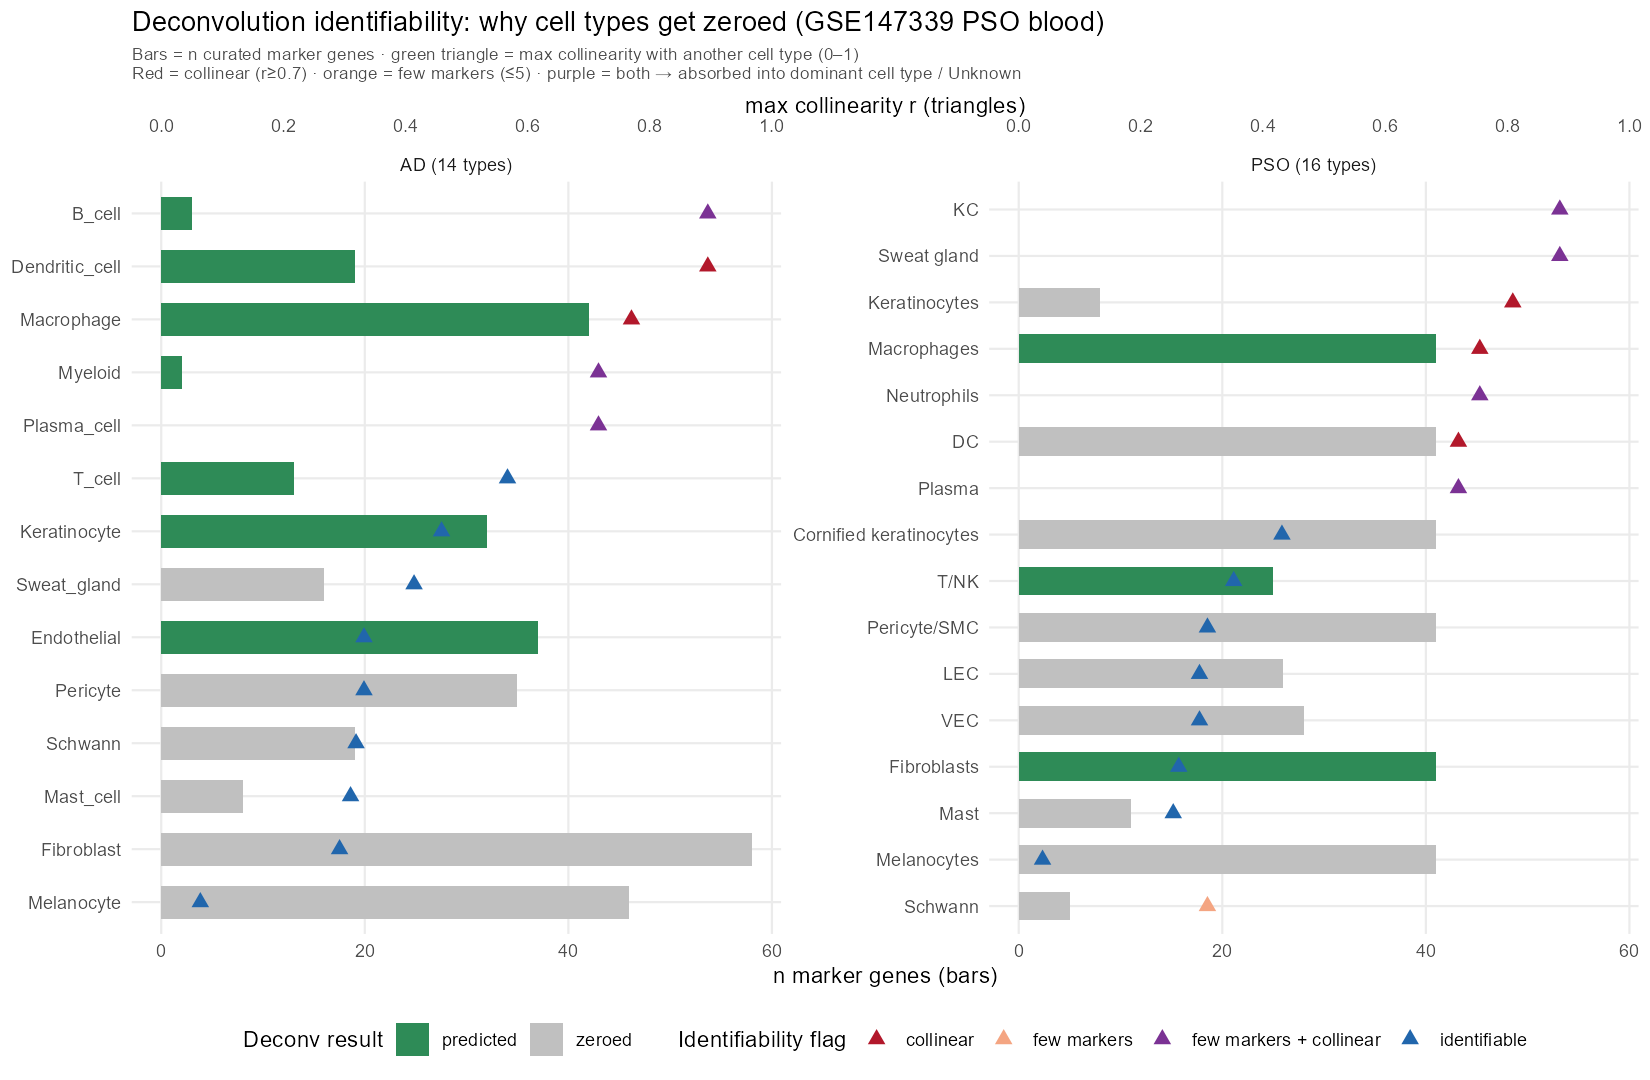 Deconvolution identifiability: why cell types get zeroed (GSE147339 PSO blood)
Bars = n curated marker genes · green triangle = max collinearity with another cell type (0–1)
Red = collinear (r≥0.7) · orange = few markers (≤5) · purple = both → absorbed into dominant cell type / Unknown
max collinearity r (triangles)
0.0 0.2 0.4 0.6 0.8 1.0
0.0 0.2 0.4 0.6 0.8 1.0
AD (14 types)
PSO (16 types)
B_cell
Dendritic_cell
Macrophage
Myeloid
Plasma_cell
T_cell
Keratinocyte
Sweat_gland
Endothelial
Pericyte
Schwann
Mast_cell
Fibroblast
Melanocyte
0 20 40 60
KC
Sweat gland
Keratinocytes
Macrophages
Neutrophils
DC
Plasma
Cornified keratinocytes
T/NK
Pericyte/SMC
LEC
VEC
Fibroblasts
Mast
Melanocytes
Schwann
0 20 40 60
n marker genes (bars)
Deconv result predicted zeroed Identifiability flag collinear few markers few markers + collinear identifiable